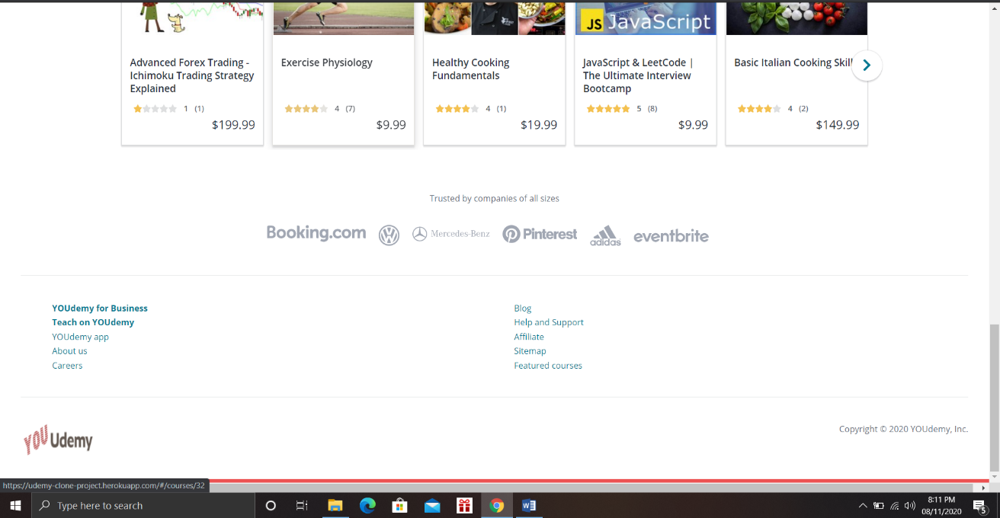 JS JavaScript
Advanced Forex Trading -
Ichimoku Trading Strategy
Explained
1 (1)
$199.99
Exercise Physiology
4 (7)
$9.99
Healthy Cooking
Fundamentals
4 (1)
$19.99
JavaScript & LeetCode |
The Ultimate Interview
Bootcamp
5 (8)
$9.99
Basic Italian Cooking Skill
4 (2)
$149.99
Trusted by companies of all sizes
Booking.com
Mercedes-Benz
Pinterest
adidas
eventbrite
YOUdemy for Business
Teach on YOUdemy
YOUdemy app
About us
Careers
Blog
Help and Support
Affiliate
Sitemap
Featured courses
YOUdemy
Copyright © 2020 YOUdemy, Inc.
https://udemy-clone-project.herokuapp.com/#/courses/32
Type here to search
8:11 PM
08/11/2020
5